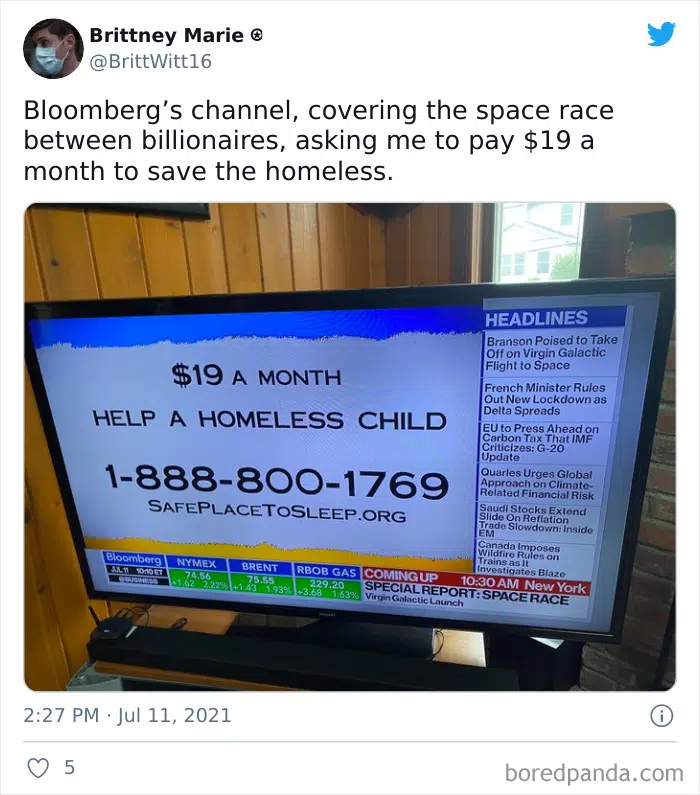 Brittney Marie
@BrittWitt16
Bloomberg’s channel, covering the space race
between billionaires, asking me to pay $19 a
month to save the homeless.
$19 A MONTH
HELP A HOMELESS CHILD
1-888-800-1769
SAFEPLACETOSLEEP.ORG
HEADLINES
Branson Poised to Take
Off on Virgin Galactic
Flight to Space
French Minister Rules
Out New Lockdown as
Delta Spreads
EU to Press Ahead on
Carbon Tax That IMF
Criticizes: G-20
Update
Quarles Urges Global
Approach on Climate-
Related Financial Risk
Saudi Stocks Extend
Slide On Reflation
Trade Slowdown: Inside
EM
Canada Imposes
Wildfire Rules on
Trains as It
Investigates Blaze
Bloomberg
JUL 11 10:10 ET
@BUSINESS
NYMEX
74.56
+1.62 2.22%
BRENT
75.55
+1.43 1.93%
RBOB GAS
229.20
+3.68 1.63%
COMING UP 10:30 AM New York
SPECIAL REPORT: SPACE RACE
Virgin Galactic Launch
2:27 PM · Jul 11, 2021
5
boredpanda.com